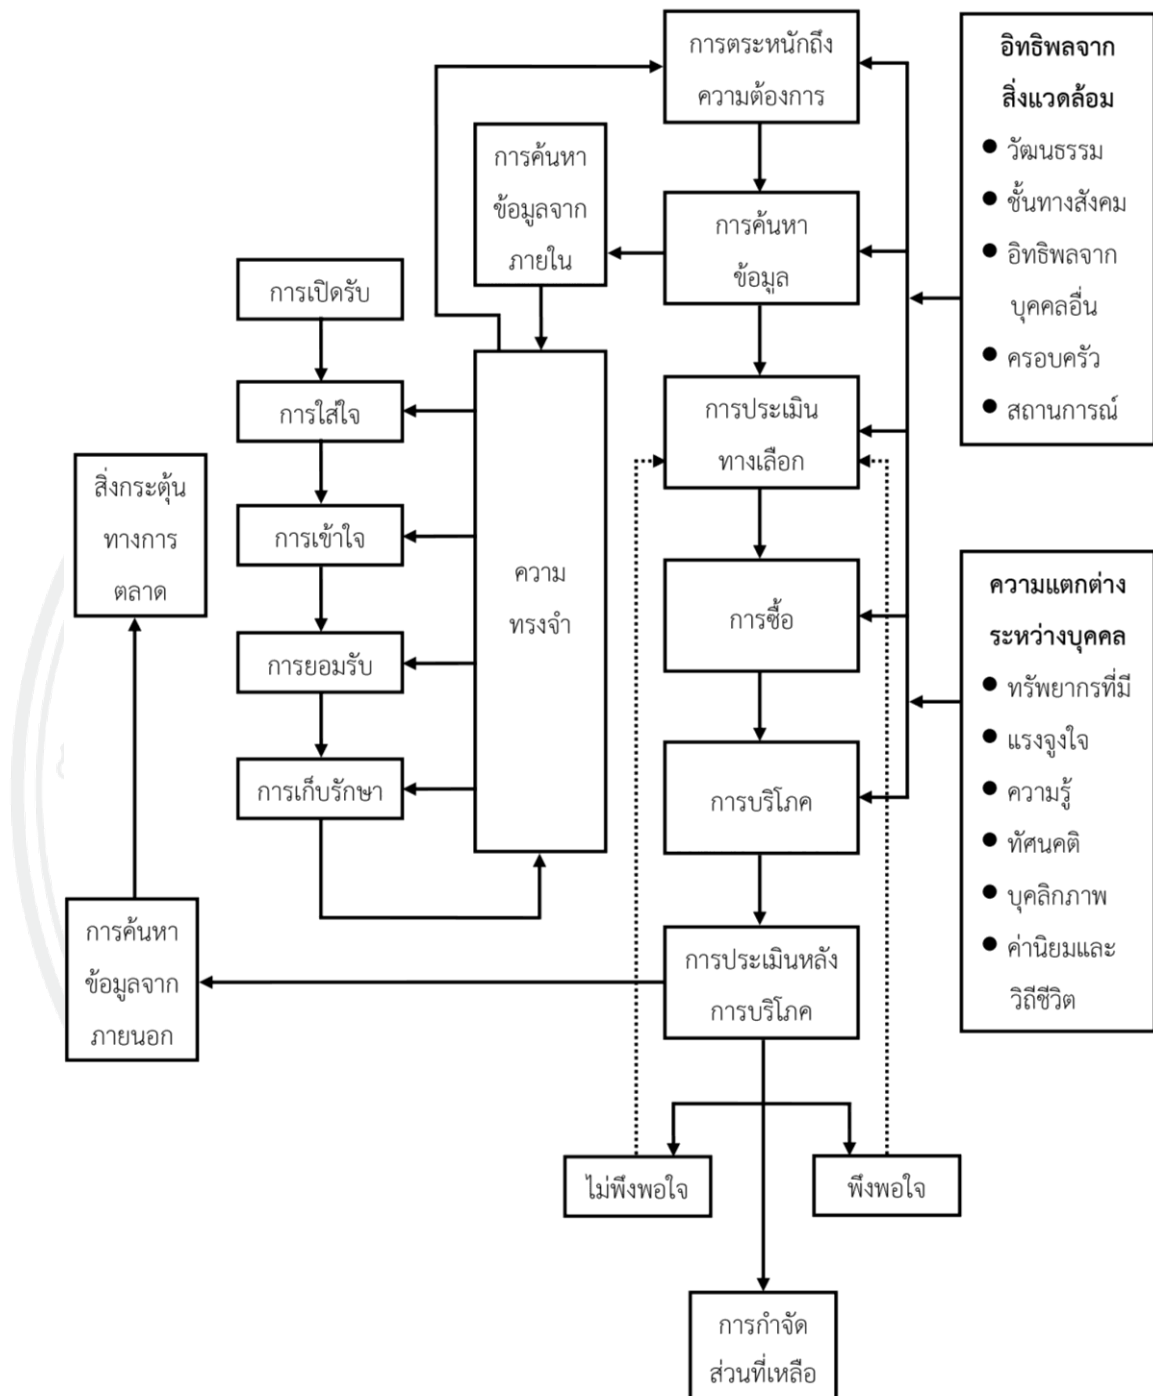 การตระหนักถึง
ความต้องการ
อิทธิพลจาก
สิ่งแวดล้อม
● วัฒนธรรม
● ชั้นทางสังคม
● อิทธิพลจาก
บุคคลอื่น
● ครอบครัว
● สถานการณ์
การค้นหา
ข้อมูลจาก
ภายใน
การค้นหา
ข้อมูล
การเปิดรับ
การใส่ใจ
การประเมิน
ทางเลือก
สิ่งกระตุ้น
ทางการ
ตลาด
การเข้าใจ
ความ
ทรงจำ
การซื้อ
ความแตกต่าง
ระหว่างบุคคล
● ทรัพยากรที่มี
● แรงจูงใจ
● ความรู้
● ทัศนคติ
● บุคลิกภาพ
● ค่านิยมและ
วิถีชีวิต
การยอมรับ
การเก็บรักษา
การบริโภค
การค้นหา
ข้อมูลจาก
ภายนอก
การประเมินหลัง
การบริโภค
ไม่พึงพอใจ
พึงพอใจ
การกำจัด
ส่วนที่เหลือ